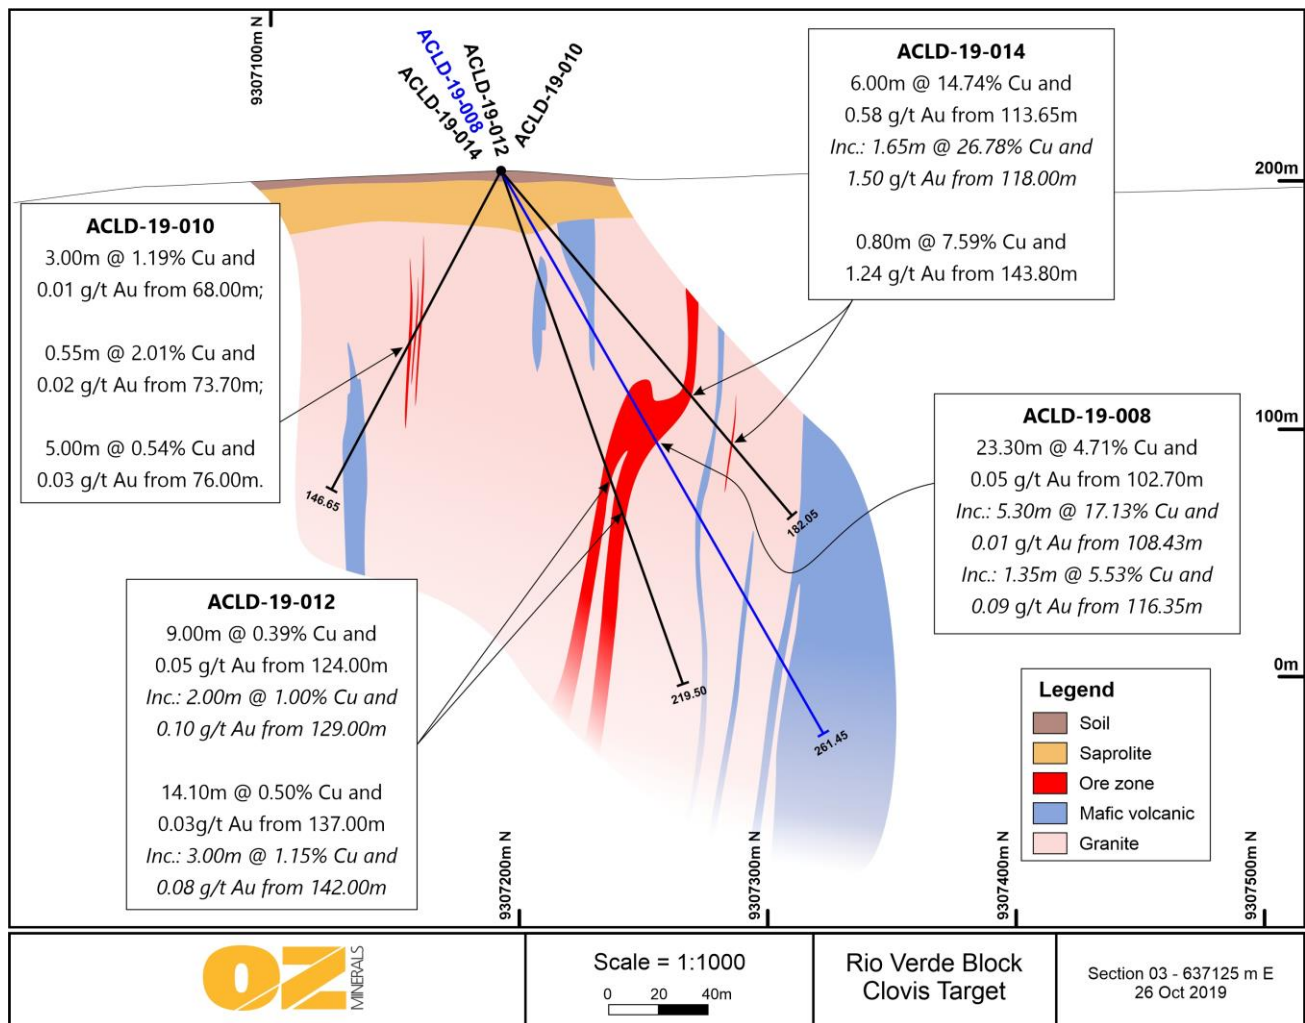 9307100m N
ACLD-19-014
ACLD-19-008
ACLD-19-012
ACLD-19-010
ACLD-19-014
6.00m @ 14.74% Cu and
0.58 g/t Au from 113.65m
Inc.: 1.65m @ 26.78% Cu and
1.50 g/t Au from 118.00m
0.80m @ 7.59% Cu and
1.24 g/t Au from 143.80m
200m
ACLD-19-010
3.00m @ 1.19% Cu and
0.01 g/t Au from 68.00m;
0.55m @ 2.01% Cu and
0.02 g/t Au from 73.70m;
5.00m @ 0.54% Cu and
0.03 g/t Au from 76.00m.
100m
ACLD-19-008
23.30m @ 4.71% Cu and
0.05 g/t Au from 102.70m
Inc.: 5.30m @ 17.13% Cu and
0.01 g/t Au from 108.43m
Inc.: 1.35m @ 5.53% Cu and
0.09 g/t Au from 116.35m
146.65
182.05
219.50
261.45
ACLD-19-012
9.00m @ 0.39% Cu and
0.05 g/t Au from 124.00m
Inc.: 2.00m @ 1.00% Cu and
0.10 g/t Au from 129.00m
14.10m @ 0.50% Cu and
0.03g/t Au from 137.00m
Inc.: 3.00m @ 1.15% Cu and
0.08 g/t Au from 142.00m
0m
Legend
Soil
Saprolite
Ore zone
Mafic volcanic
Granite
9307200m N
9307300m N
9307400m N
9307500m N
OZ
MINERALS
Scale = 1:1000
0 20 40m
Rio Verde Block
Clovis Target
Section 03 - 637125 m E
26 Oct 2019